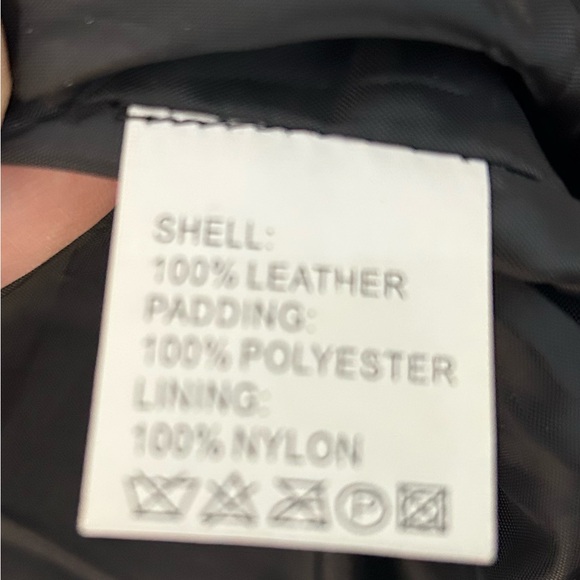 SHELL:
100% LEATHER
PADDING:
100% POLYESTER
LINING:
100% NYLON
P